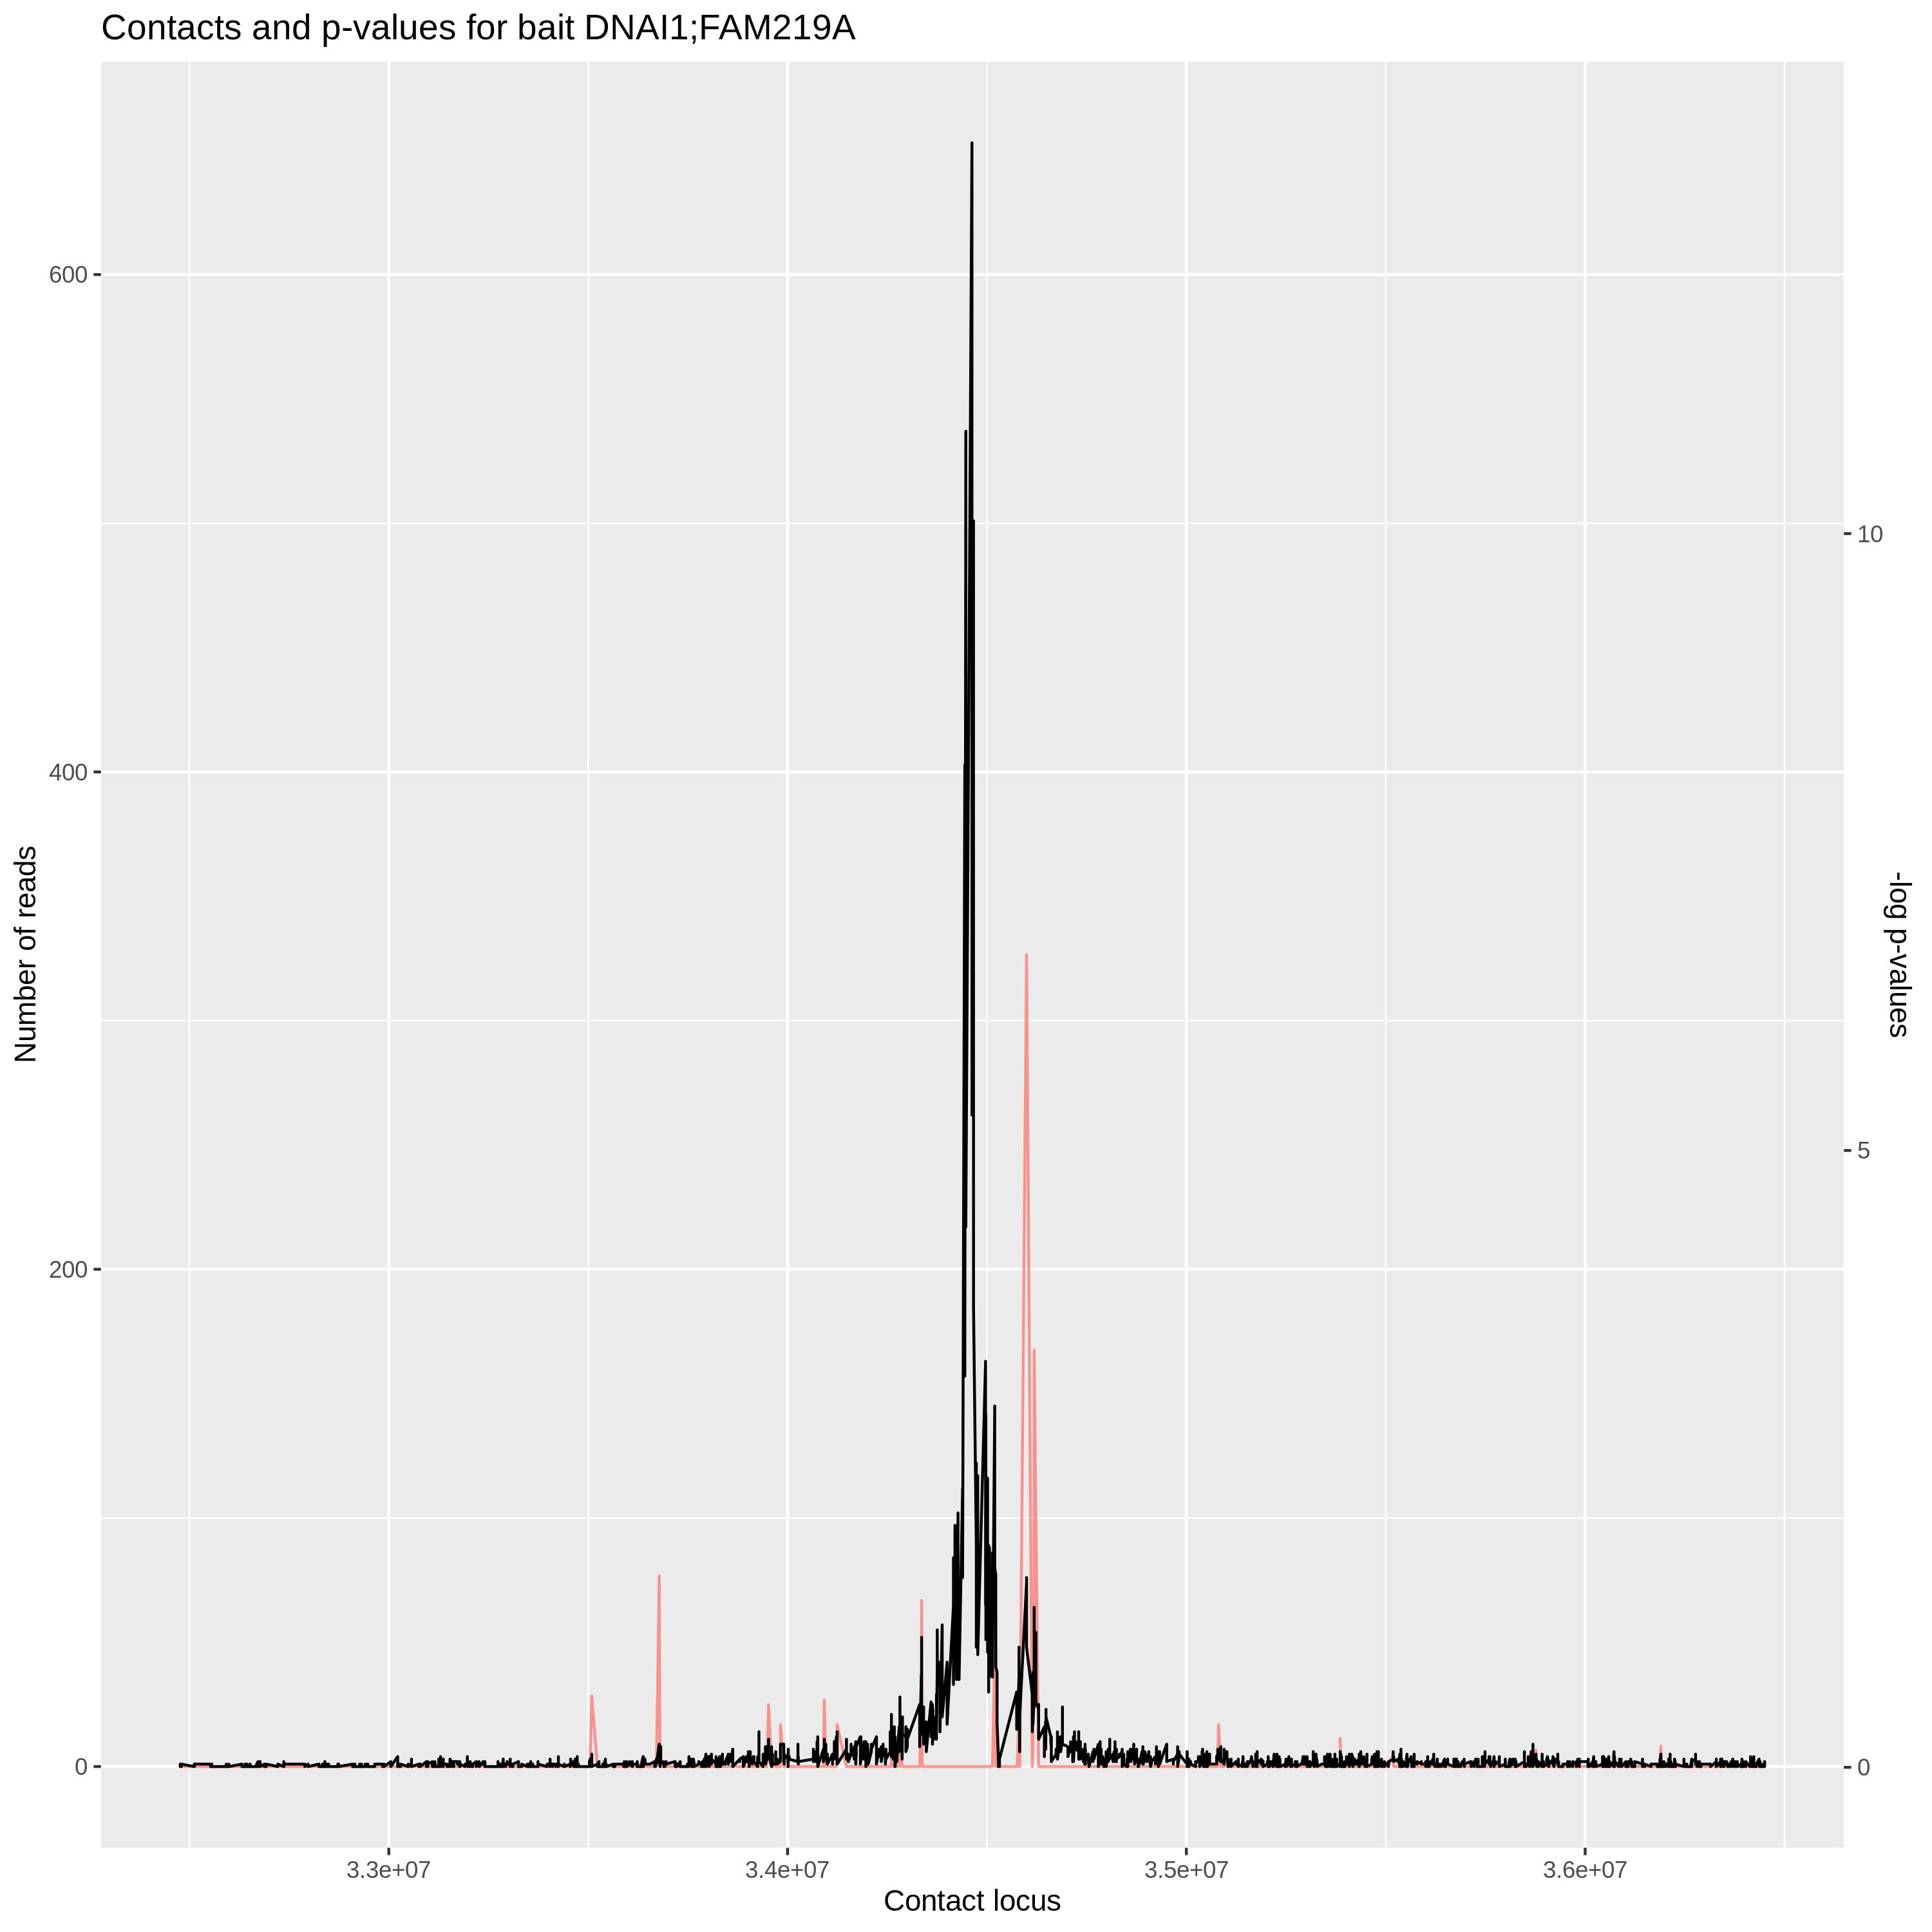 Contacts and p-values for bait DNAI1;FAM219A
600
400
200
0
Number of reads
10
5
0
-log p-values
3.3e+07
3.4e+07
3.5e+07
3.6e+07
Contact locus